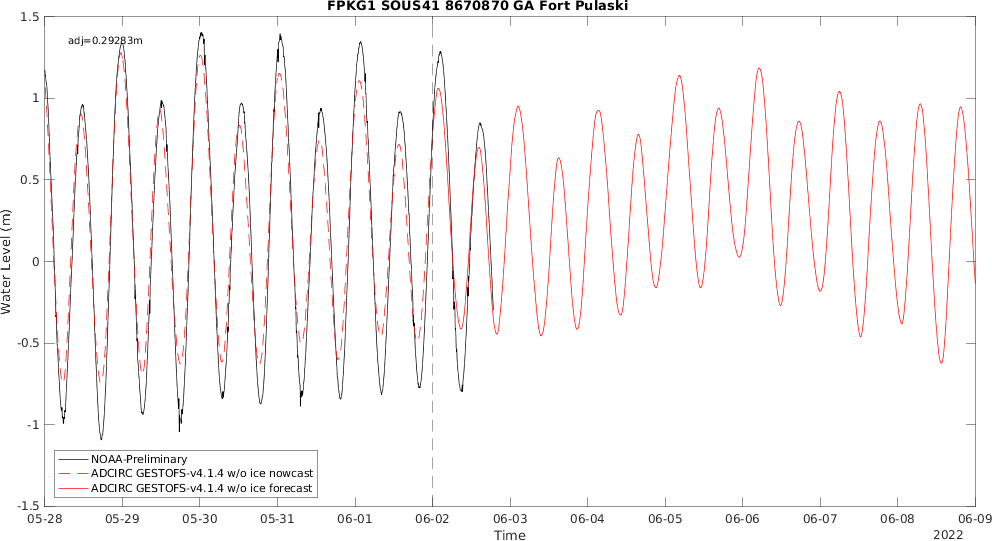 FPKG1 SOUS41 8670870 GA Fort Pulaski
adj=0.29283m
1.5
1
0.5
0
-0.5
-1
-1.5
Water Level (m)
NOAA-Preliminary
ADCIRC GESTOFS-v4.1.4 w/o ice nowcast
ADCIRC GESTOFS-v4.1.4 w/o ice forecast
05-28 05-29 05-30 05-31 06-01 06-02 06-03 06-04 06-05 06-06 06-07 06-08 06-09
Time
2022